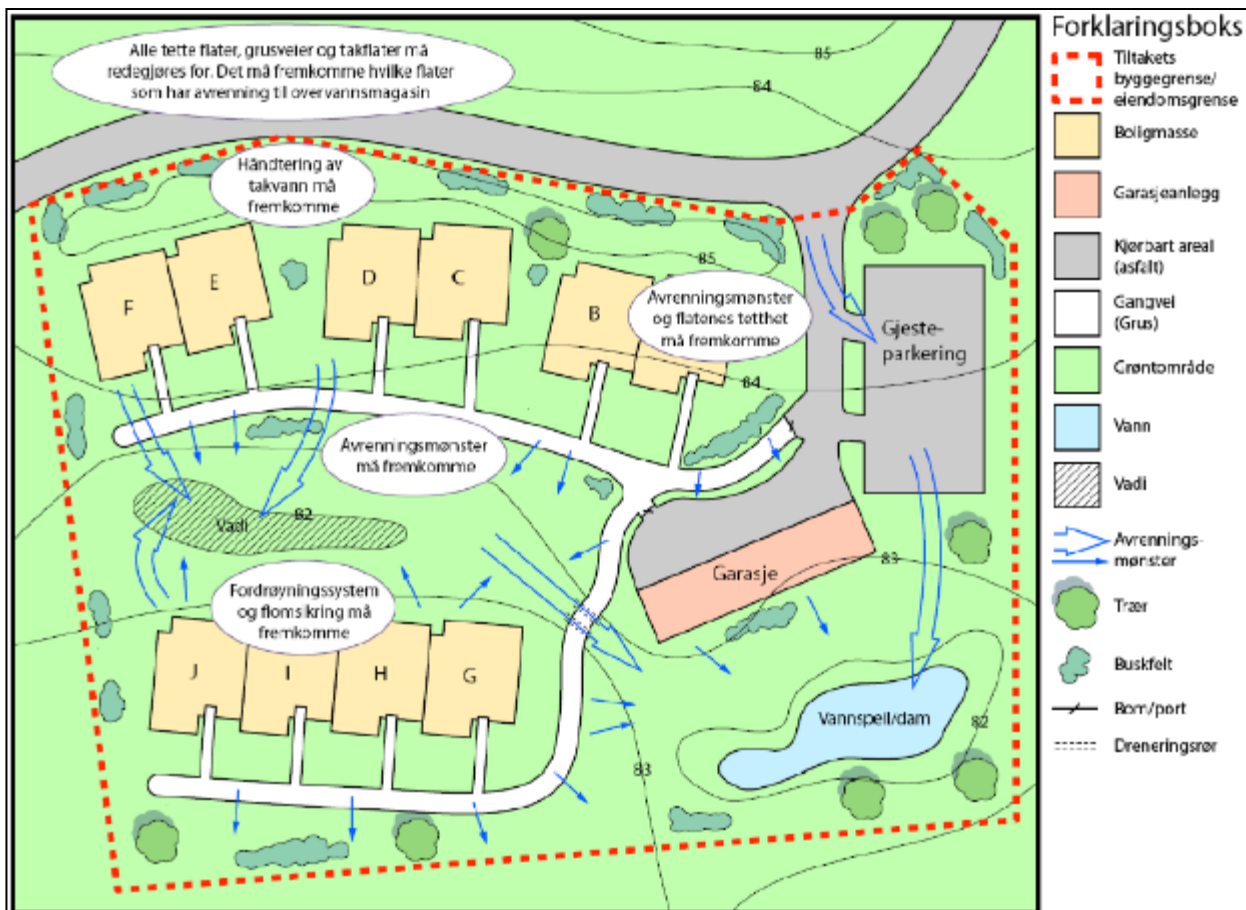 Alle tette flater, grusveier og takflater må
redegjøres for. Det må fremkomme hvilke flater
som har avrenning til overvannsmagasin
85
84
Håndtering av
takvann må
fremkomme
85
F
E
D
C
B
Avrenningsmønster
og flatenes tetthet
må fremkomme
84
Gjeste-
parkering
Avrenningsmønster
må fremkomme
Vadi
82
Garasje
83
Fordrøyningssystem
og flomsikring må
fremkomme
J
I
H
G
Vannspeil/dam
82
83
Forklaringsboks
Tiltakets
byggegrense/
eiendomsgrense
Boligmasse
Garasjeanlegg
Kjørbart areal
(asfalt)
Gangvei
(Grus)
Grøntområde
Vann
Vadi
Avrennings-
mønster
Trær
Buskfelt
Bom/port
Dreneringsrør